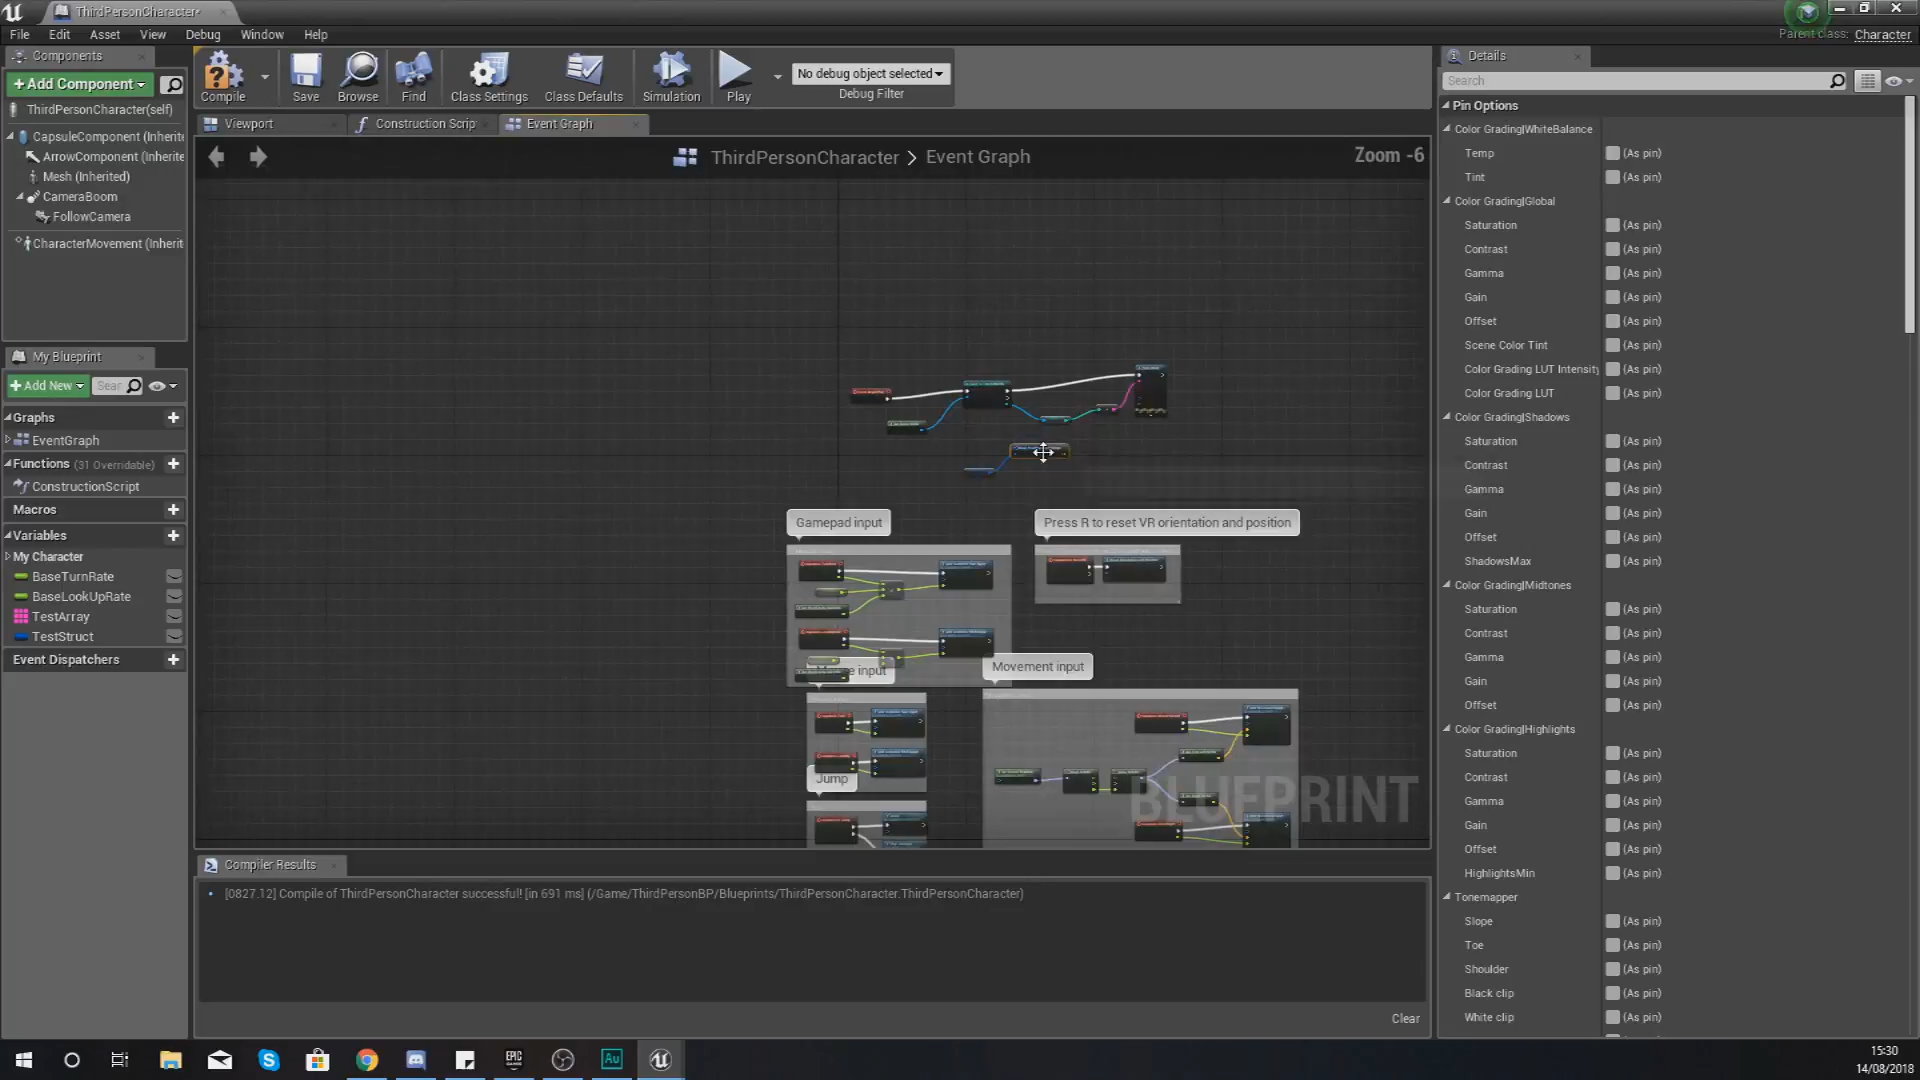 ThirdPersonCharacter*
File Edit Asset View Debug Window Help
Parent class: Character
Components
+Add Component
ThirdPersonCharacter(self)
CapsuleComponent (Inherite
ArrowComponent (Inherite
Mesh (Inherited)
CameraBoom
FollowCamera
CharacterMovement (Inherit
My Blueprint
+Add New
Sear
Graphs
EventGraph
Functions (31 Overridable)
ConstructionScript
Macros
Variables
My Character
BaseTurnRate
BaseLookUpRate
TestArray
TestStruct
Event Dispatchers
Compile
Save
Browse
Find
Class Settings
Class Defaults
Simulation
Play
No debug object selected
Debug Filter
Viewport
Construction Scrip
Event Graph
ThirdPersonCharacter > Event Graph
Zoom -6
Gamepad input
Press R to reset VR orientation and position
e input
Movement input
Jump
BLUEPRINT
Compiler Results
[0827.12] Compile of ThirdPersonCharacter successful! [in 691 ms] (/Game/ThirdPersonBP/Blueprints/ThirdPersonCharacter.ThirdPersonCharacter)
Clear
Details
Search
Pin Options
Color Grading|WhiteBalance
Temp (As pin)
Tint (As pin)
Color Grading|Global
Saturation (As pin)
Contrast (As pin)
Gamma (As pin)
Gain (As pin)
Offset (As pin)
Scene Color Tint (As pin)
Color Grading LUT Intensity (As pin)
Color Grading LUT (As pin)
Color Grading|Shadows
Saturation (As pin)
Contrast (As pin)
Gamma (As pin)
Gain (As pin)
Offset (As pin)
ShadowsMax (As pin)
Color Grading|Midtones
Saturation (As pin)
Contrast (As pin)
Gamma (As pin)
Gain (As pin)
Offset (As pin)
Color Grading|Highlights
Saturation (As pin)
Contrast (As pin)
Gamma (As pin)
Gain (As pin)
Offset (As pin)
HighlightsMin (As pin)
Tonemapper
Slope (As pin)
Toe (As pin)
Shoulder (As pin)
Black clip (As pin)
White clip (As pin)
EPIC
Au
15:30
14/08/2018